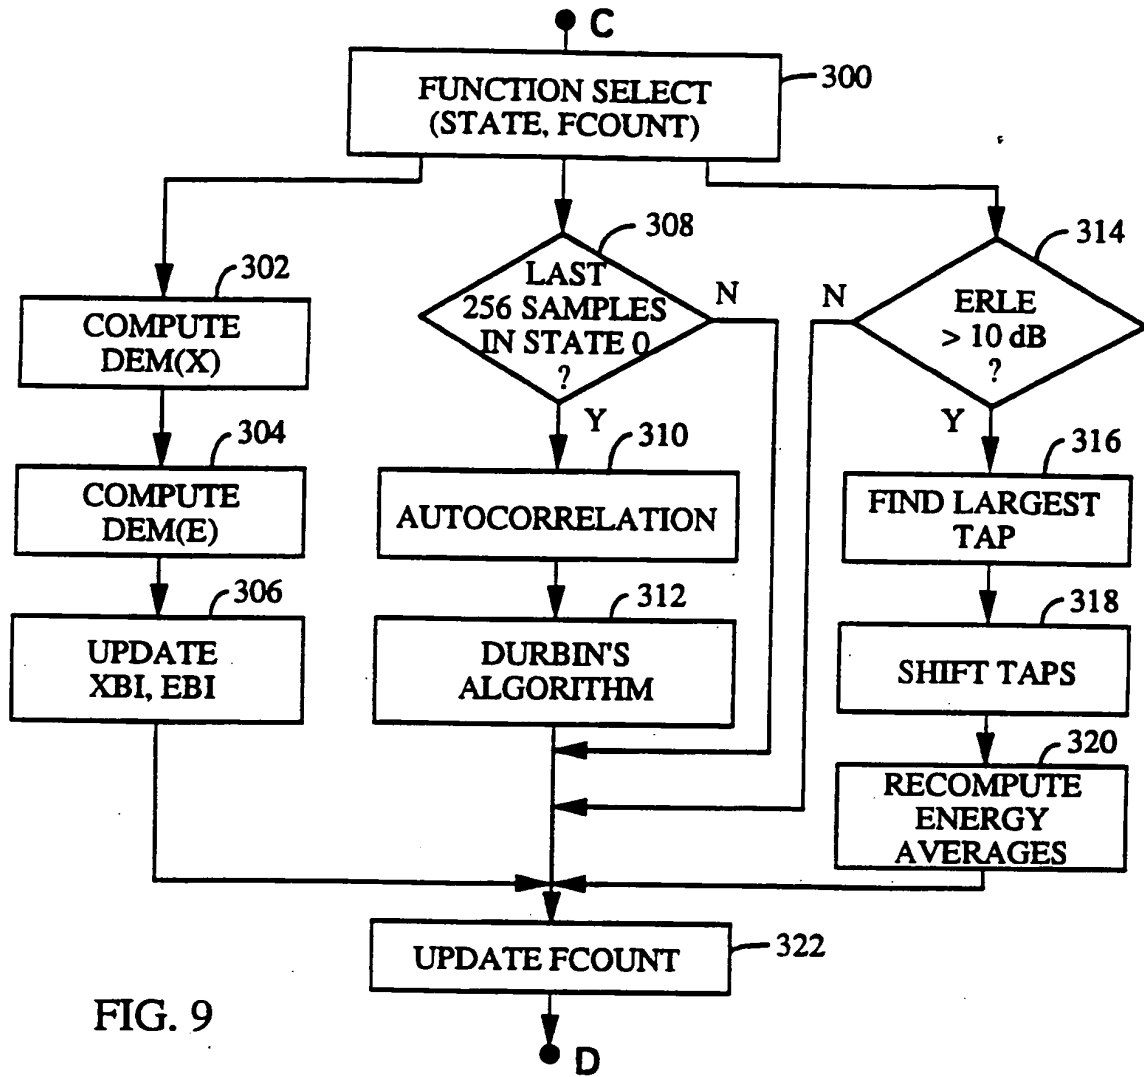 C
FUNCTION SELECT
(STATE, FCOUNT)
300
302
COMPUTE
DEM(X)
304
COMPUTE
DEM(E)
306
UPDATE
XBI, EBI
308
LAST
256 SAMPLES
IN STATE 0
?
N
Y
310
AUTOCORRELATION
312
DURBIN'S
ALGORITHM
314
ERLE
> 10 dB
?
N
Y
316
FIND LARGEST
TAP
318
SHIFT TAPS
320
RECOMPUTE
ENERGY
AVERAGES
UPDATE FCOUNT
322
FIG. 9
D